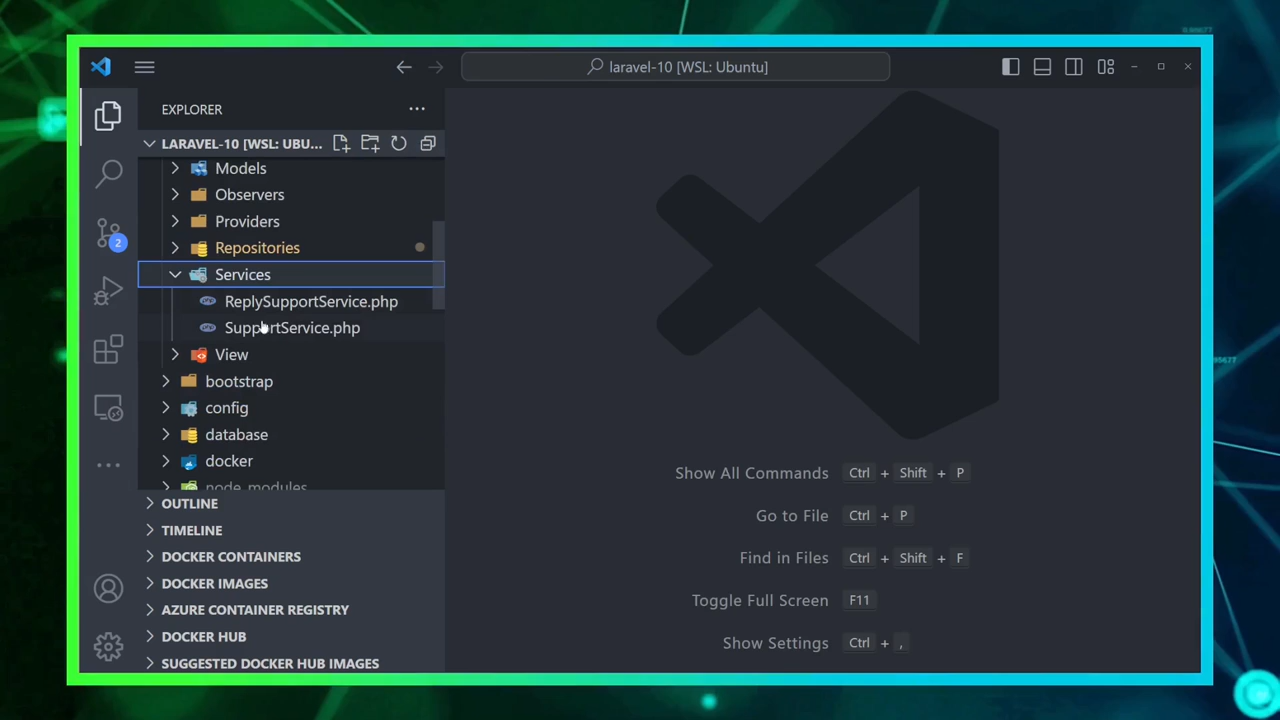 laravel-10 [WSL: Ubuntu]
EXPLORER
LARAVEL-10 [WSL: UBU...
Models
Observers
Providers
Repositories
Services
ReplySupportService.php
SupportService.php
View
bootstrap
config
database
docker
node_modules
OUTLINE
TIMELINE
DOCKER CONTAINERS
DOCKER IMAGES
AZURE CONTAINER REGISTRY
DOCKER HUB
SUGGESTED DOCKER HUB IMAGES
2
Show All Commands Ctrl + Shift + P
Go to File Ctrl + P
Find in Files Ctrl + Shift + F
Toggle Full Screen F11
Show Settings Ctrl + ,